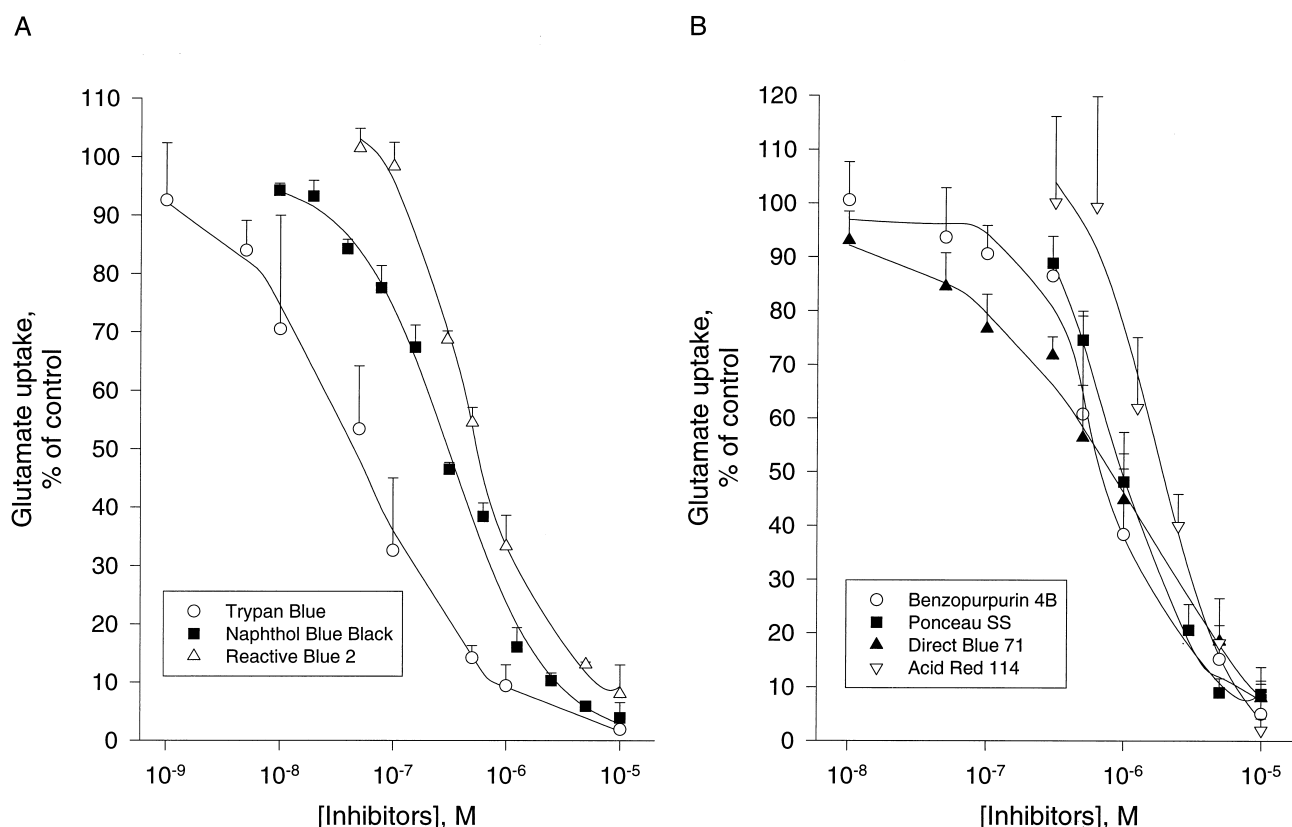 A
110
100
90
80
70
60
50
40
30
20
10
0
Glutamate uptake,
% of control
Trypan Blue
Naphthol Blue Black
Reactive Blue 2
10-9 10-8 10-7 10-6 10-5
[Inhibitors], M
B
120
110
100
90
80
70
60
50
40
30
20
10
0
Glutamate uptake,
% of control
Benzopurpurin 4B
Ponceau SS
Direct Blue 71
Acid Red 114
10-8 10-7 10-6 10-5
[Inhibitors], M